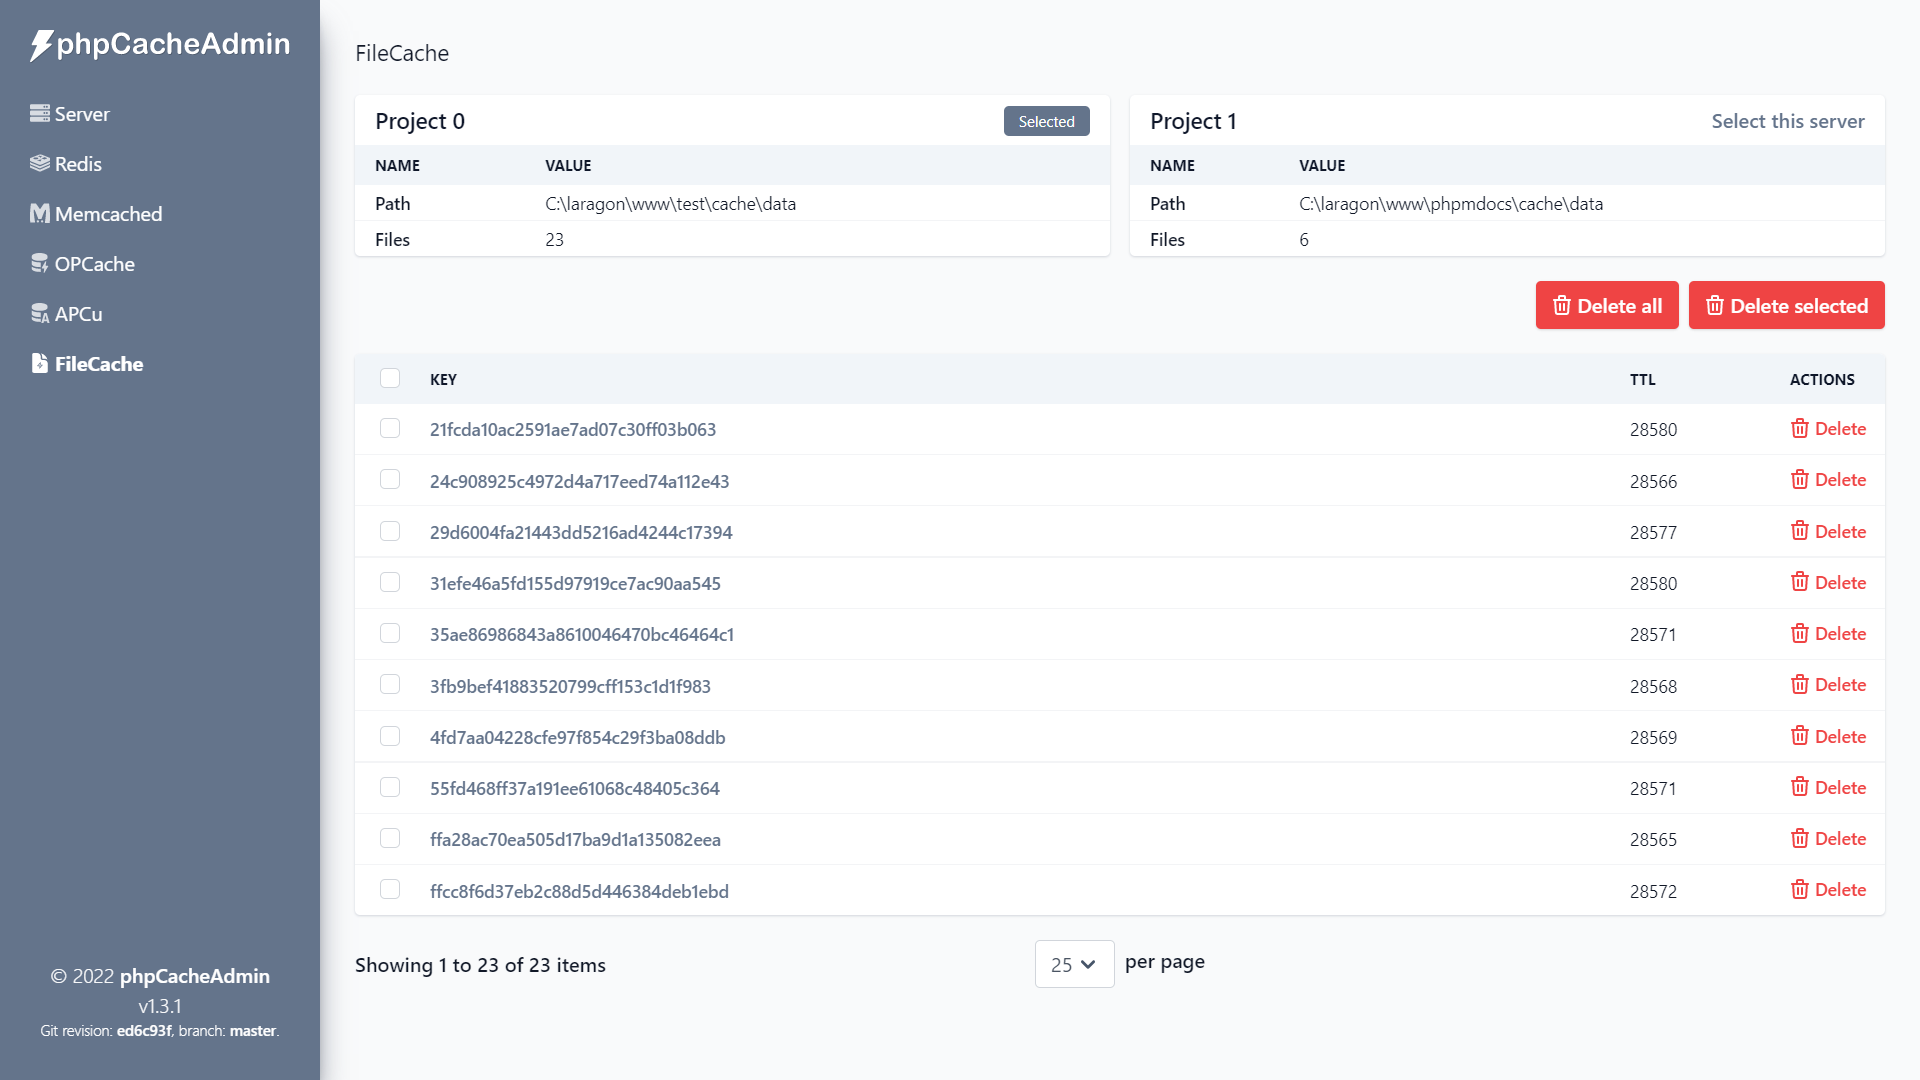 phpCacheAdmin
Server
Redis
Memcached
OPCache
APCu
FileCache
© 2022 phpCacheAdmin
v1.3.1
Git revision: ed6c93f, branch: master.
FileCache
Project 0 Selected
NAME VALUE
Path C:\laragon\www\test\cache\data
Files 23
Project 1 Select this server
NAME VALUE
Path C:\laragon\www\phpmdocs\cache\data
Files 6
Delete all Delete selected
KEY TTL ACTIONS
21fcda10ac2591ae7ad07c30ff03b063 28580 Delete
24c908925c4972d4a717eed74a112e43 28566 Delete
29d6004fa21443dd5216ad4244c17394 28577 Delete
31efe46a5fd155d97919ce7ac90aa545 28580 Delete
35ae86986843a8610046470bc46464c1 28571 Delete
3fb9bef41883520799cff153c1d1f983 28568 Delete
4fd7aa04228cfe97f854c29f3ba08ddb 28569 Delete
55fd468ff37a191ee61068c48405c364 28571 Delete
ffa28ac70ea505d17ba9d1a135082eea 28565 Delete
ffcc8f6d37eb2c88d5d446384deb1ebd 28572 Delete
Showing 1 to 23 of 23 items 25 per page